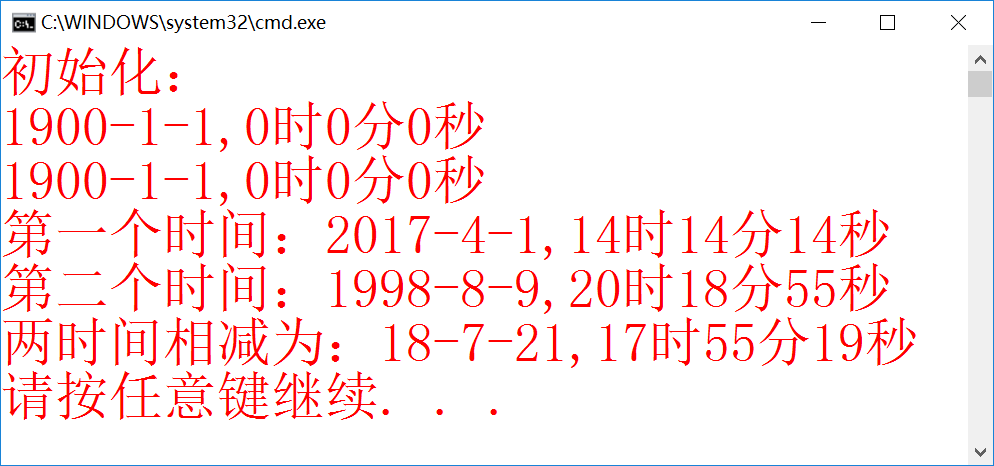 C:\WINDOWS\system32\cmd.exe
初始化：
1900-1-1,0时0分0秒
1900-1-1,0时0分0秒
第一个时间：2017-4-1,14时14分14秒
第二个时间：1998-8-9,20时18分55秒
两时间相减为：18-7-21,17时55分19秒
请按任意键继续. . .